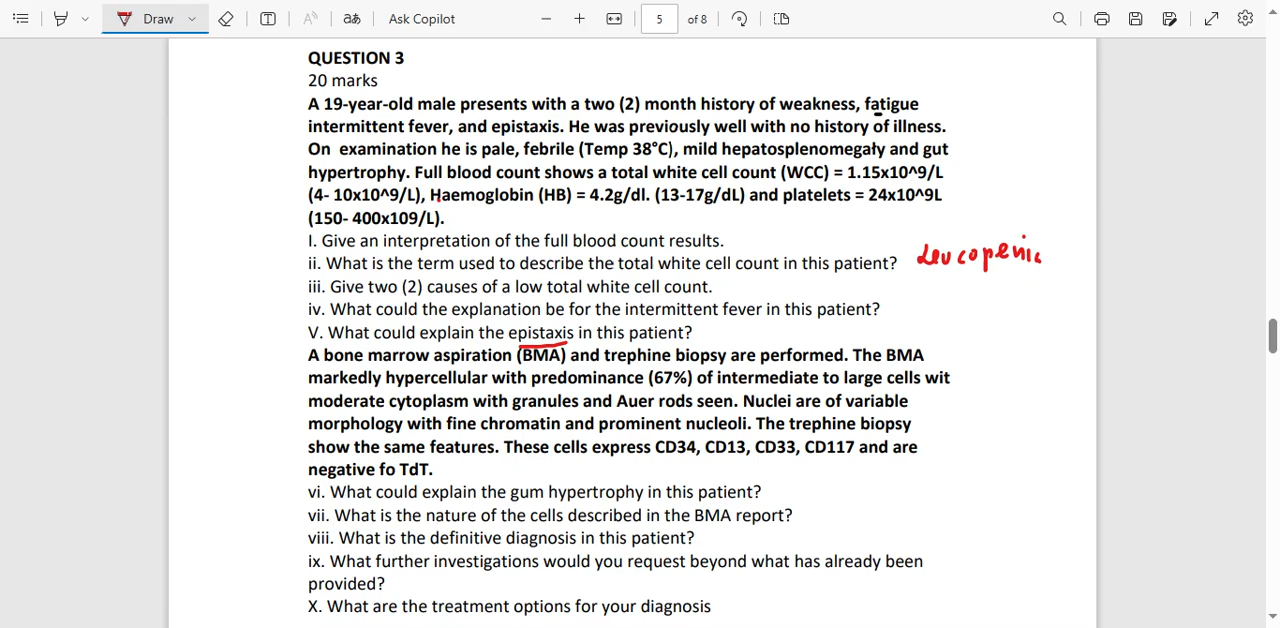 Draw
Ask Copilot
5 of 8
QUESTION 3
20 marks
A 19-year-old male presents with a two (2) month history of weakness, fatigue
intermittent fever, and epistaxis. He was previously well with no history of illness.
On  examination he is pale, febrile (Temp 38°C), mild hepatosplenomegaly and gut
hypertrophy. Full blood count shows a total white cell count (WCC) = 1.15x10^9/L
(4- 10x10^9/L), Haemoglobin (HB) = 4.2g/dl. (13-17g/dL) and platelets = 24x10^9L
(150- 400x109/L).
I. Give an interpretation of the full blood count results.
ii. What is the term used to describe the total white cell count in this patient? Leucopenic
iii. Give two (2) causes of a low total white cell count.
iv. What could the explanation be for the intermittent fever in this patient?
V. What could explain the epistaxis in this patient?
A bone marrow aspiration (BMA) and trephine biopsy are performed. The BMA
markedly hypercellular with predominance (67%) of intermediate to large cells wit
moderate cytoplasm with granules and Auer rods seen. Nuclei are of variable
morphology with fine chromatin and prominent nucleoli. The trephine biopsy
show the same features. These cells express CD34, CD13, CD33, CD117 and are
negative fo TdT.
vi. What could explain the gum hypertrophy in this patient?
vii. What is the nature of the cells described in the BMA report?
viii. What is the definitive diagnosis in this patient?
ix. What further investigations would you request beyond what has already been
provided?
X. What are the treatment options for your diagnosis